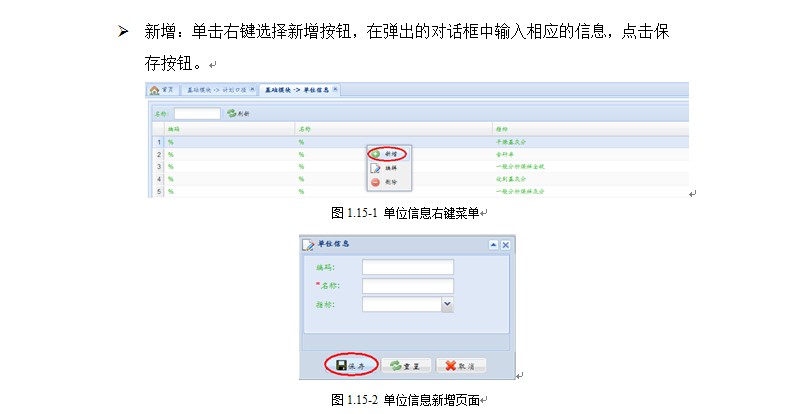 新增：单击右键选择新增按钮，在弹出的对话框中输入相应的信息，点击保
存按钮。
首页 基础模块 -> 计划口径 基础模块 -> 单位信息
名称： 刷新
编码 名称 指标
1 % % 干燥基灰分
2 % % 含矸率
3 % % 一般分析煤样全硫
4 % % 收到基灰分
5 % % 一般分析煤样灰分
新增
编辑
删除
图 1.15-1 单位信息右键菜单
单位信息
编码：
*名称：
指标：
保存 重置 取消
图 1.15-2 单位信息新增页面